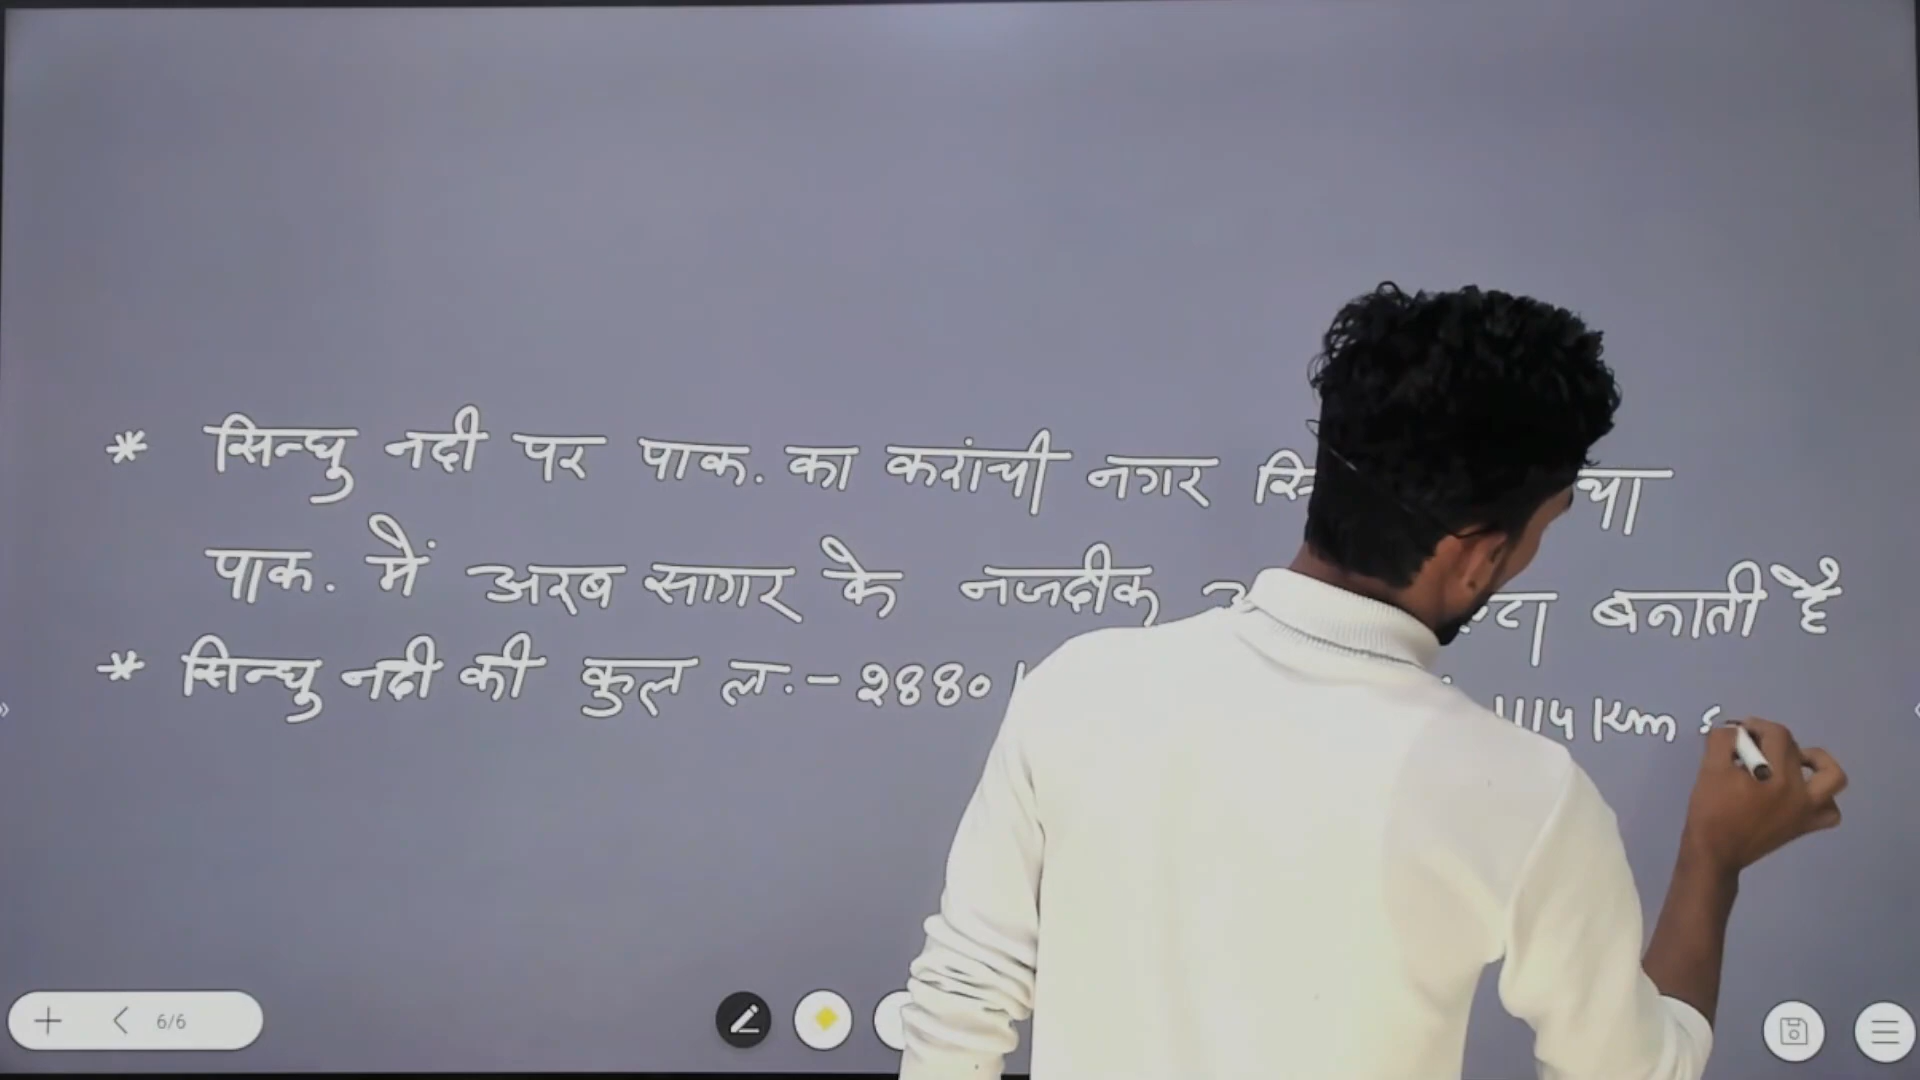 * सिन्धु नदी पर पाक. का करांची नगर
पाक. में अरब सागर के नजदीक बनाती है
* सिन्धु नदी की कुल ल.:- 2880 1114 Km
6/6